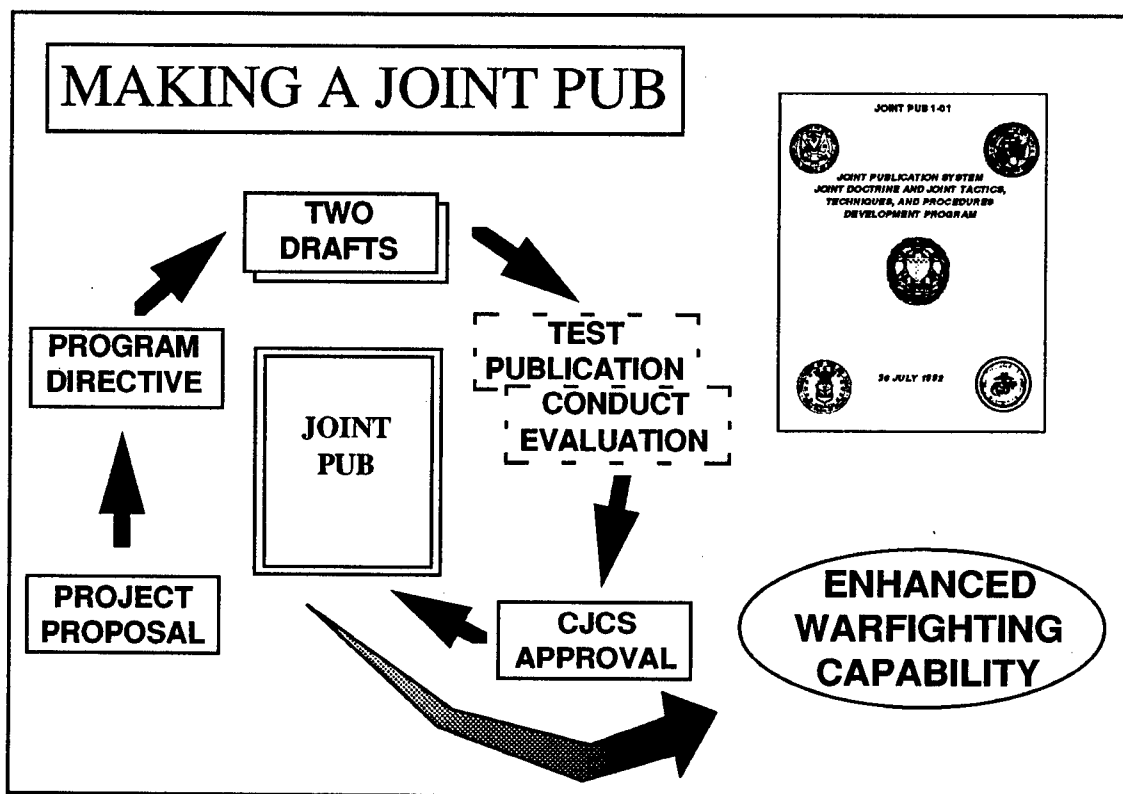 MAKING A JOINT PUB
JOINT PUB 1-01
JOINT PUBLICATION SYSTEM
JOINT DOCTRINE AND JOINT TACTICS,
TECHNIQUES, AND PROCEDURES
DEVELOPMENT PROGRAM
30 JULY 1992
TWO
DRAFTS
PROGRAM
DIRECTIVE
TEST
PUBLICATION
CONDUCT
EVALUATION
JOINT
PUB
PROJECT
PROPOSAL
CJCS
APPROVAL
ENHANCED
WARFIGHTING
CAPABILITY